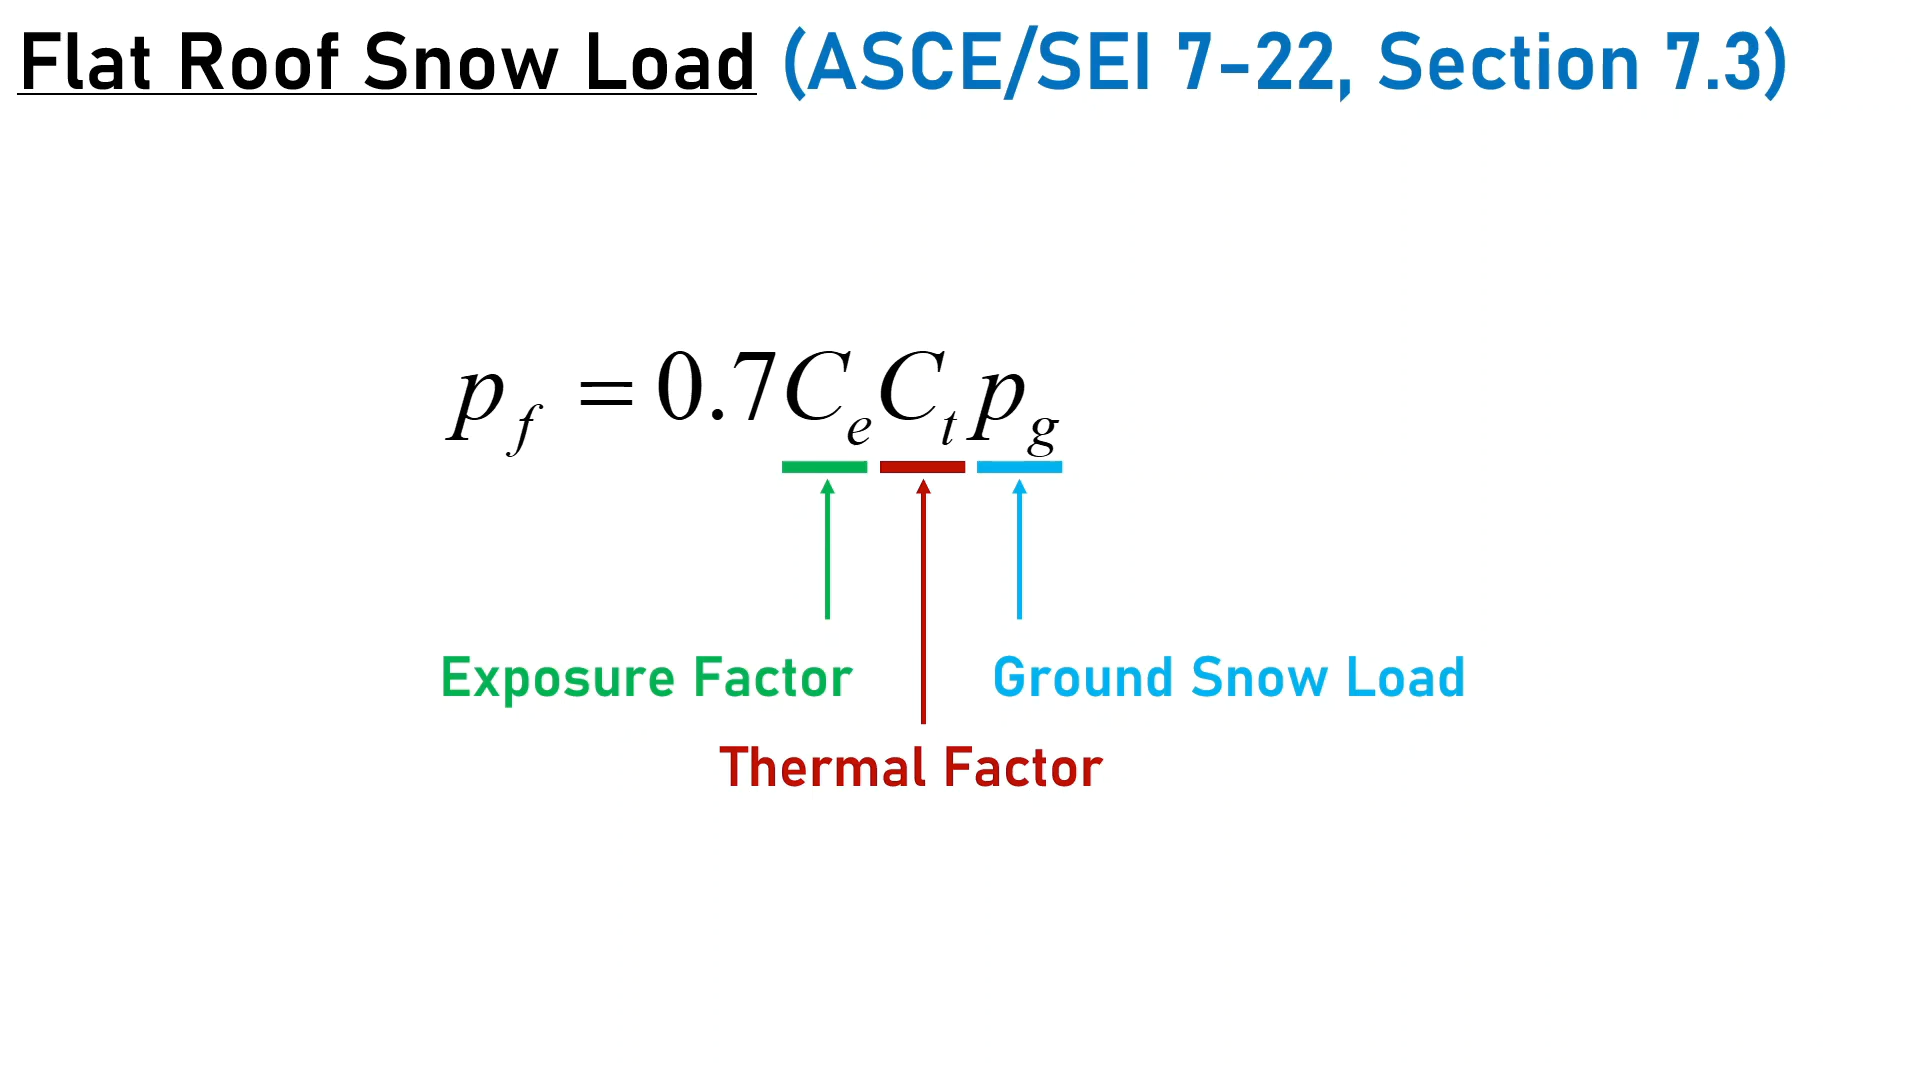 Flat Roof Snow Load (ASCE/SEI 7-22, Section 7.3)
p_f = 0.7C_eC_tp_g
Exposure Factor
Ground Snow Load
Thermal Factor